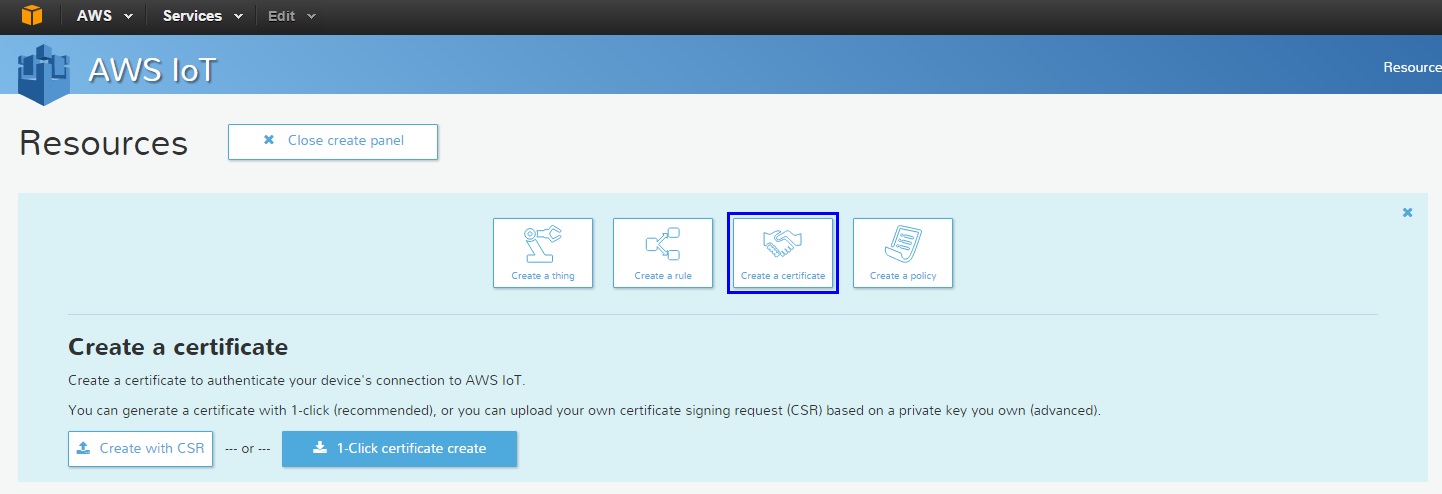 AWS Services Edit
AWS IoT
Resource
Resources
Close create panel
Create a thing
Create a rule
Create a certificate
Create a policy
Create a certificate
Create a certificate to authenticate your device's connection to AWS IoT.
You can generate a certificate with 1-click (recommended), or you can upload your own certificate signing request (CSR) based on a private key you own (advanced).
Create with CSR --- or --- 1-Click certificate create